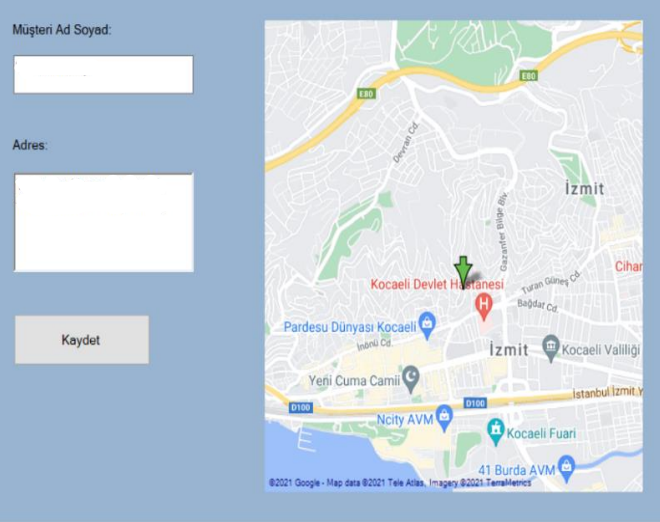 Müşteri Ad Soyad:
Adres:
Kaydet
E80
E80
Devran Cd.
İzmit
Gazanfer Bilge Blv.
Cihan
Kocaeli Devlet Hastanesi
H
Turan Güneş Cd
Bağdat Cd.
Pardesu Dünyası Kocaeli
İnönü Cd.
İzmit
Kocaeli Valiliği
Yeni Cuma Camii
İstanbul İzmit Y
D100
D100
Ncity AVM
Kocaeli Fuarı
41 Burda AVM
©2021 Google - Map data ©2021 Tele Atlas, Imagery ©2021 TerraMetrics